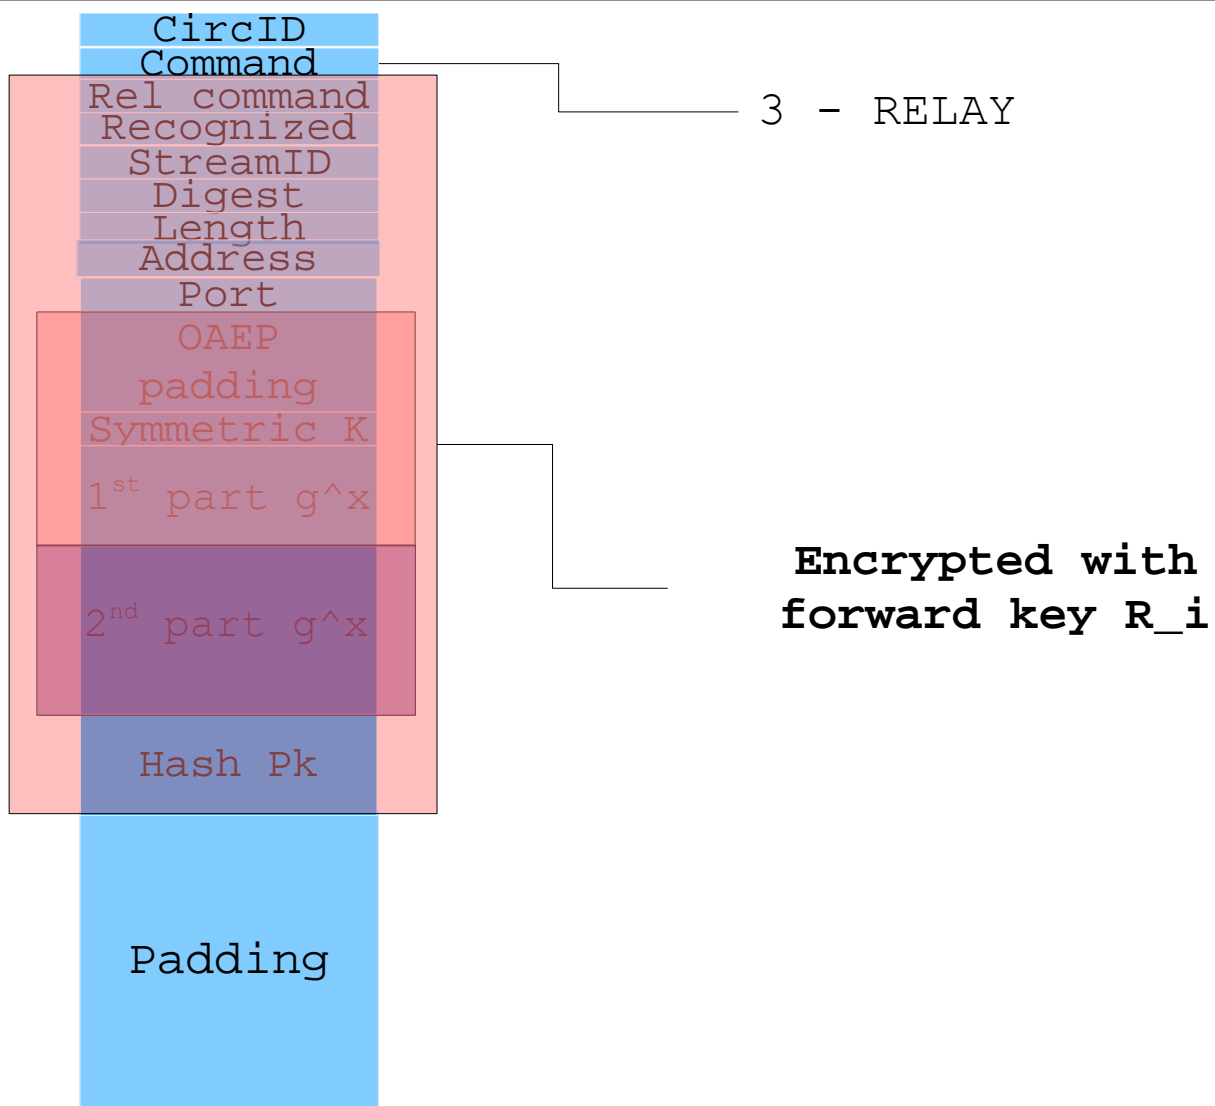 CircID
Command
Rel command
Recognized
StreamID
Digest
Length
Address
Port
OAEP
padding
Symmetric K
1st part g^x
2nd part g^x
Hash Pk
Padding
3 - RELAY
Encrypted with
forward key R_i